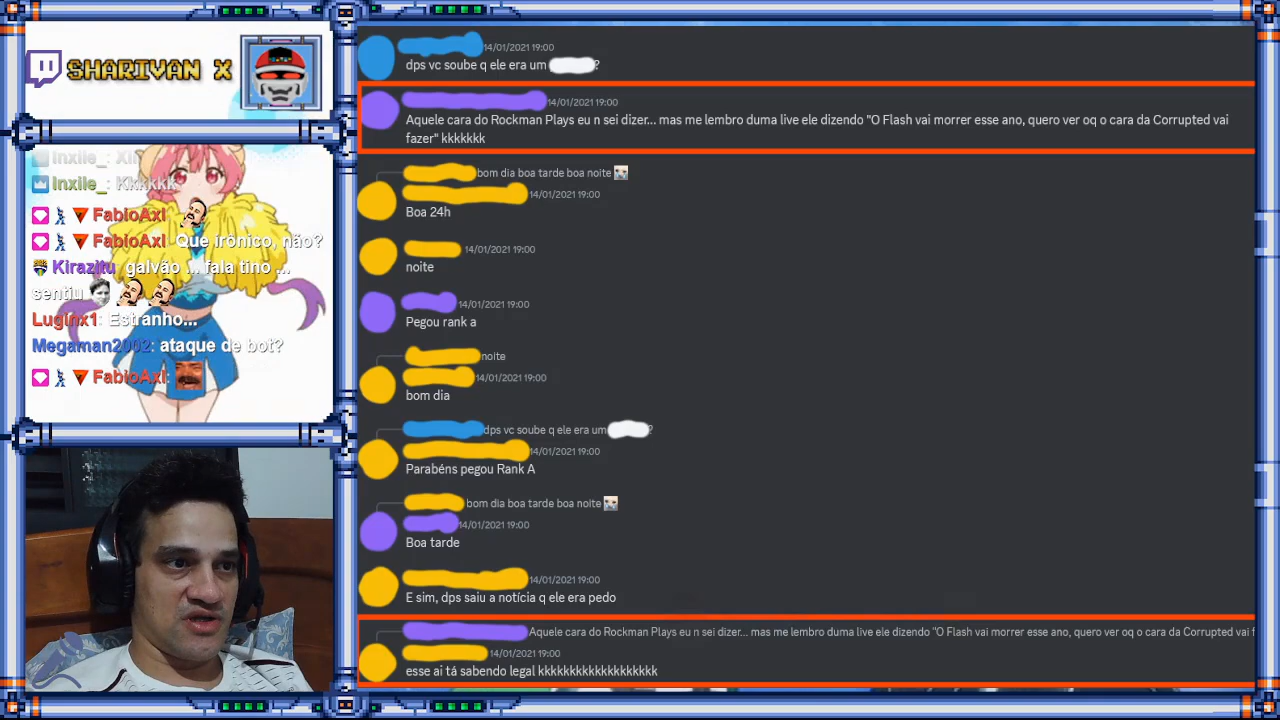 SHARIVAN X
Inxile_: Xii
Inxile_: Kkkkkk
FabioAxl
FabioAxl Que irônico, não?
Kirazitu galvão ... fala tino ...
sentiu
Luginx1: Estranho...
Megaman2002: ataque de bot?
FabioAxl:
14/01/2021 19:00
dps vc soube q ele era um ?
14/01/2021 19:00
Aquele cara do Rockman Plays eu n sei dizer... mas me lembro duma live ele dizendo "O Flash vai morrer esse ano, quero ver oq o cara da Corrupted vai
fazer" kkkkkkk
bom dia boa tarde boa noite
14/01/2021 19:00
Boa 24h
14/01/2021 19:00
noite
14/01/2021 19:00
Pegou rank a
noite
14/01/2021 19:00
bom dia
dps vc soube q ele era um ?
14/01/2021 19:00
Parabéns pegou Rank A
bom dia boa tarde boa noite
14/01/2021 19:00
Boa tarde
14/01/2021 19:00
E sim, dps saiu a notícia q ele era pedo
Aquele cara do Rockman Plays eu n sei dizer... mas me lembro duma live ele dizendo "O Flash vai morrer esse ano, quero ver oq o cara da Corrupted vai f
14/01/2021 19:00
esse ai tá sabendo legal kkkkkkkkkkkkkkkkkkk